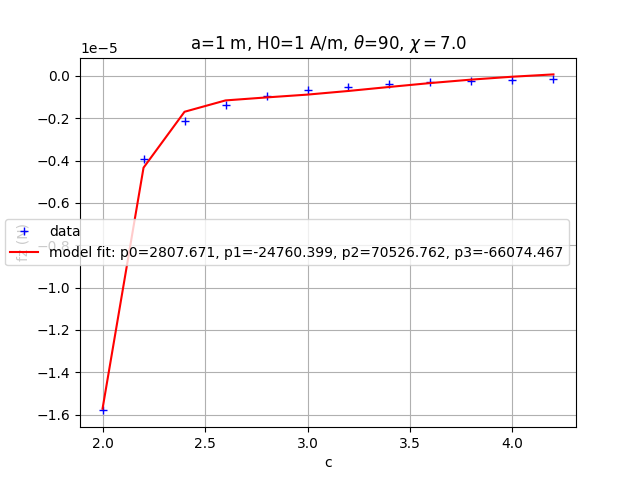 a=1 m, H0=1 A/m, θ=90, χ = 7.0
1e−5
0.0
−0.2
−0.4
−0.6
−0.8
−1.0
−1.2
−1.4
−1.6
data
model fit: p0=2807.671, p1=-24760.399, p2=70526.762, p3=-66074.467
2.0 2.5 3.0 3.5 4.0
c